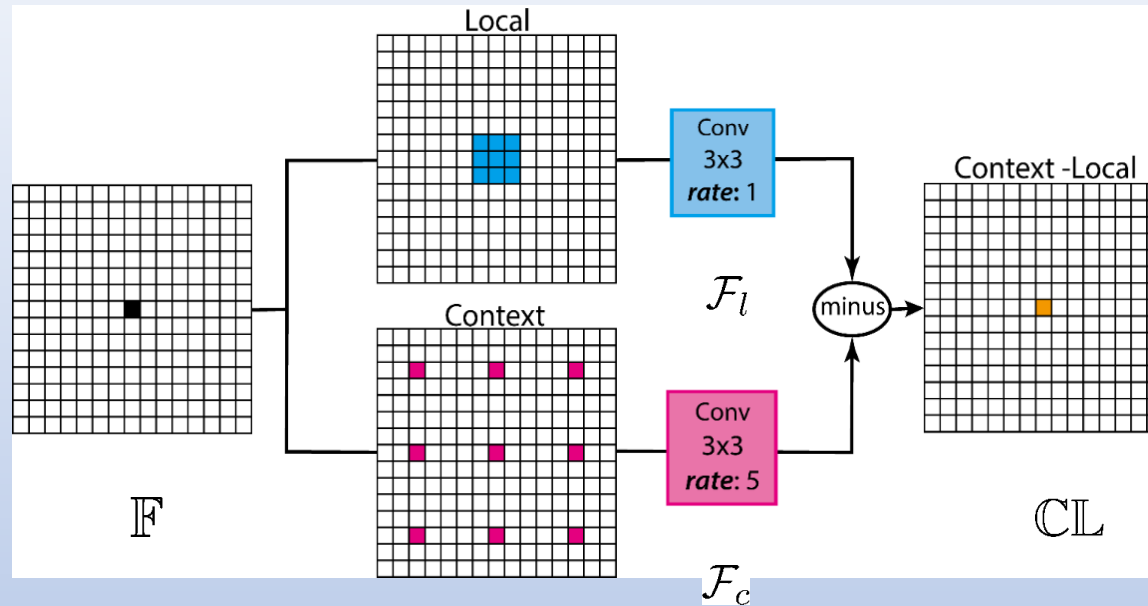 Local
Conv
3x3
rate: 1
Context -Local
𝓕ₗ
Context
minus
Conv
3x3
rate: 5
𝔽
ℂ𝕃
𝓕c